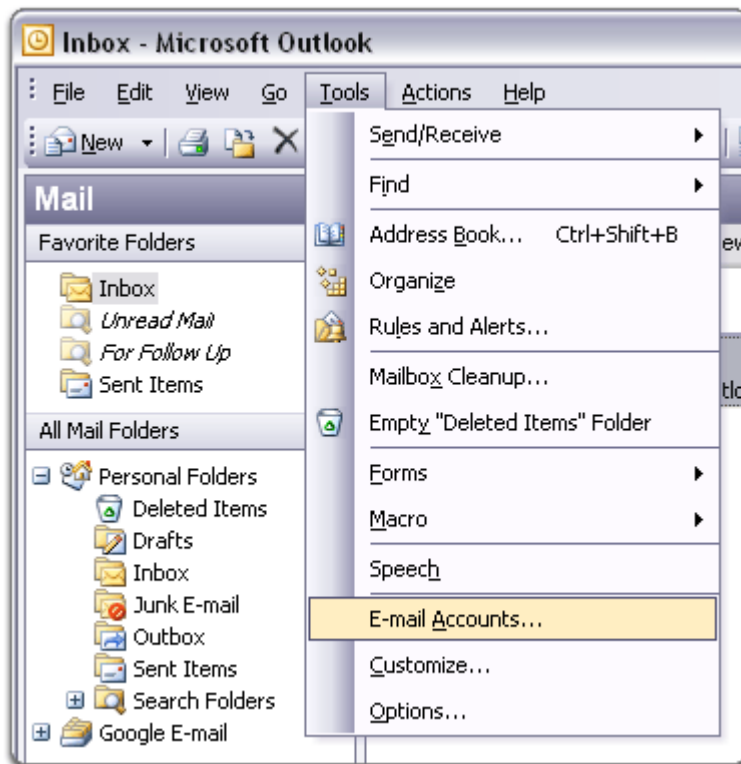 Inbox - Microsoft Outlook
File Edit View Go Tools Actions Help
New
Send/Receive
Find
Address Book... Ctrl+Shift+B
Organize
Rules and Alerts...
Mailbox Cleanup...
Empty "Deleted Items" Folder
Forms
Macro
Speech
E-mail Accounts...
Customize...
Options...
Mail
Favorite Folders
Inbox
Unread Mail
For Follow Up
Sent Items
All Mail Folders
Personal Folders
Deleted Items
Drafts
Inbox
Junk E-mail
Outbox
Sent Items
Search Folders
Google E-mail